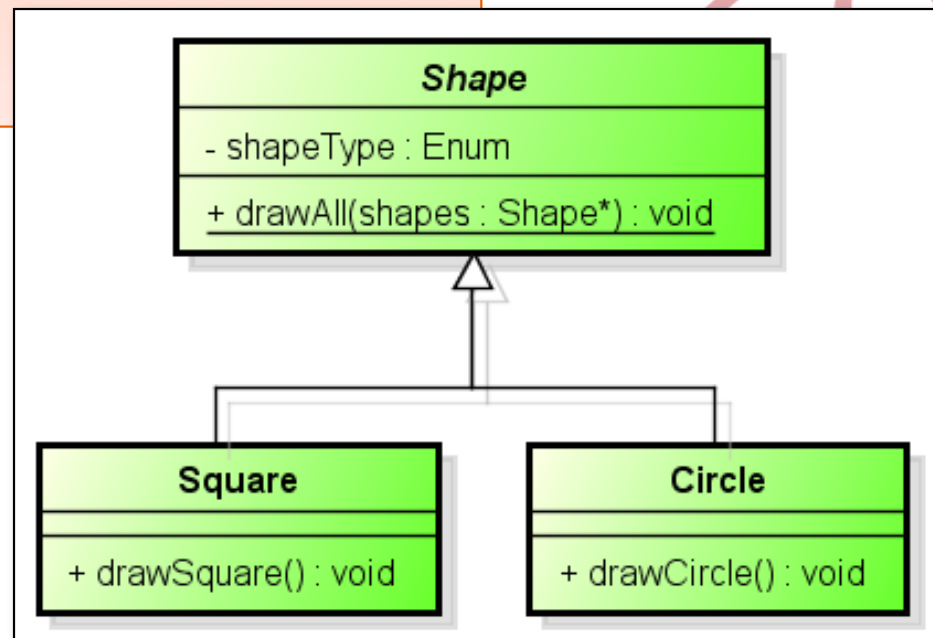 Shape
- shapeType : Enum
+ drawAll(shapes : Shape*) : void
Square
+ drawSquare() : void
Circle
+ drawCircle() : void